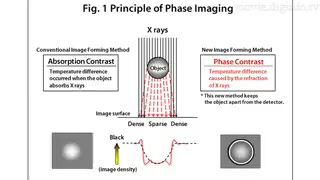 Fig. 1 Principle of Phase Imaging
X rays
Conventional Image Forming Method
Absorption Contrast
Temperature difference
occurred when the object
absorbs X rays
Object
New Image Forming Method
Phase Contrast
Temperature difference
caused by the refraction
of X rays
* This new method keeps
the object apart from the detector.
Image surface
Dense Sparse Dense
Black
(image density)